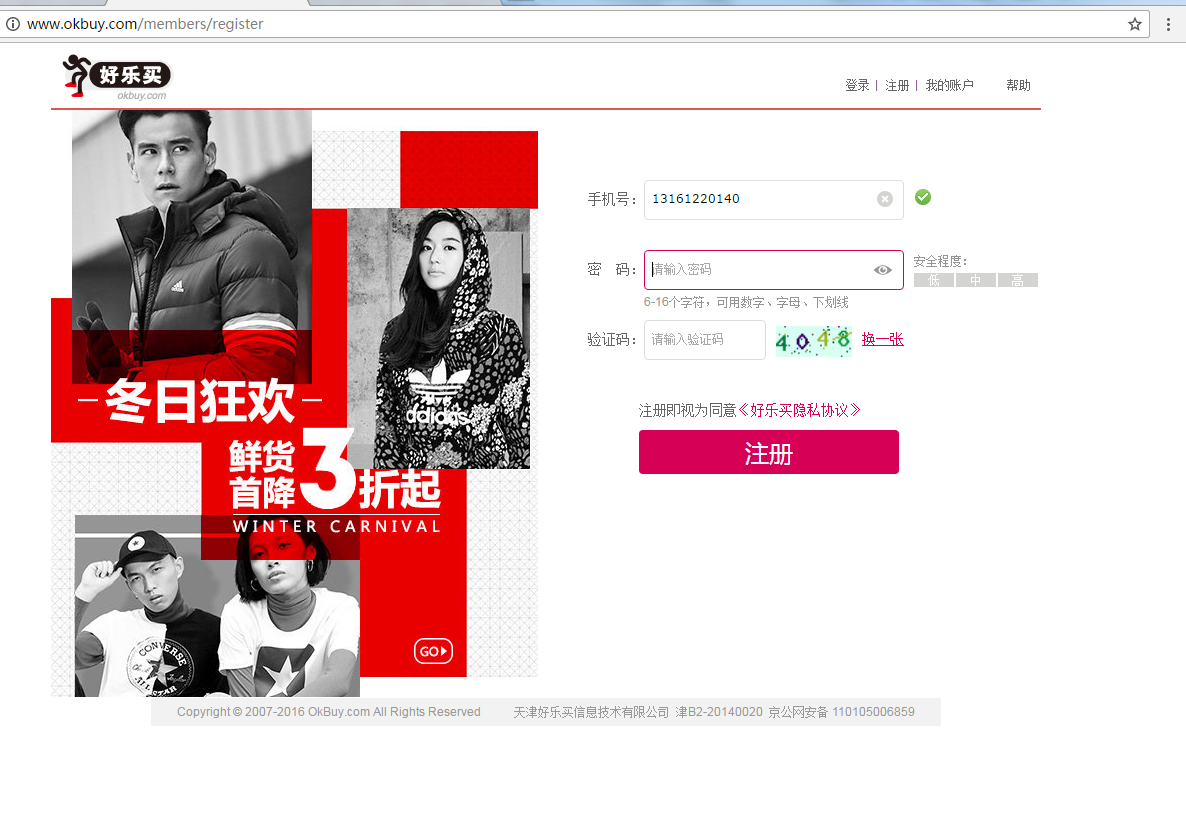 www.okbuy.com/members/register
好乐买
okbuy.com
登录 | 注册 | 我的账户 帮助
手机号： 13161220140
密 码： 请输入密码
安全程度：
低 中 高
6-16个字符，可用数字、字母、下划线
验证码： 请输入验证码 4048 换一张
注册即视为同意《好乐买隐私协议》
注册
冬日狂欢
adidas
鲜货
首降3折起
WINTER CARNIVAL
CONVERSE
ALL STAR
GO
Copyright © 2007-2016 OkBuy.com All Rights Reserved 天津好乐买信息技术有限公司 津B2-20140020 京公网安备 110105006859